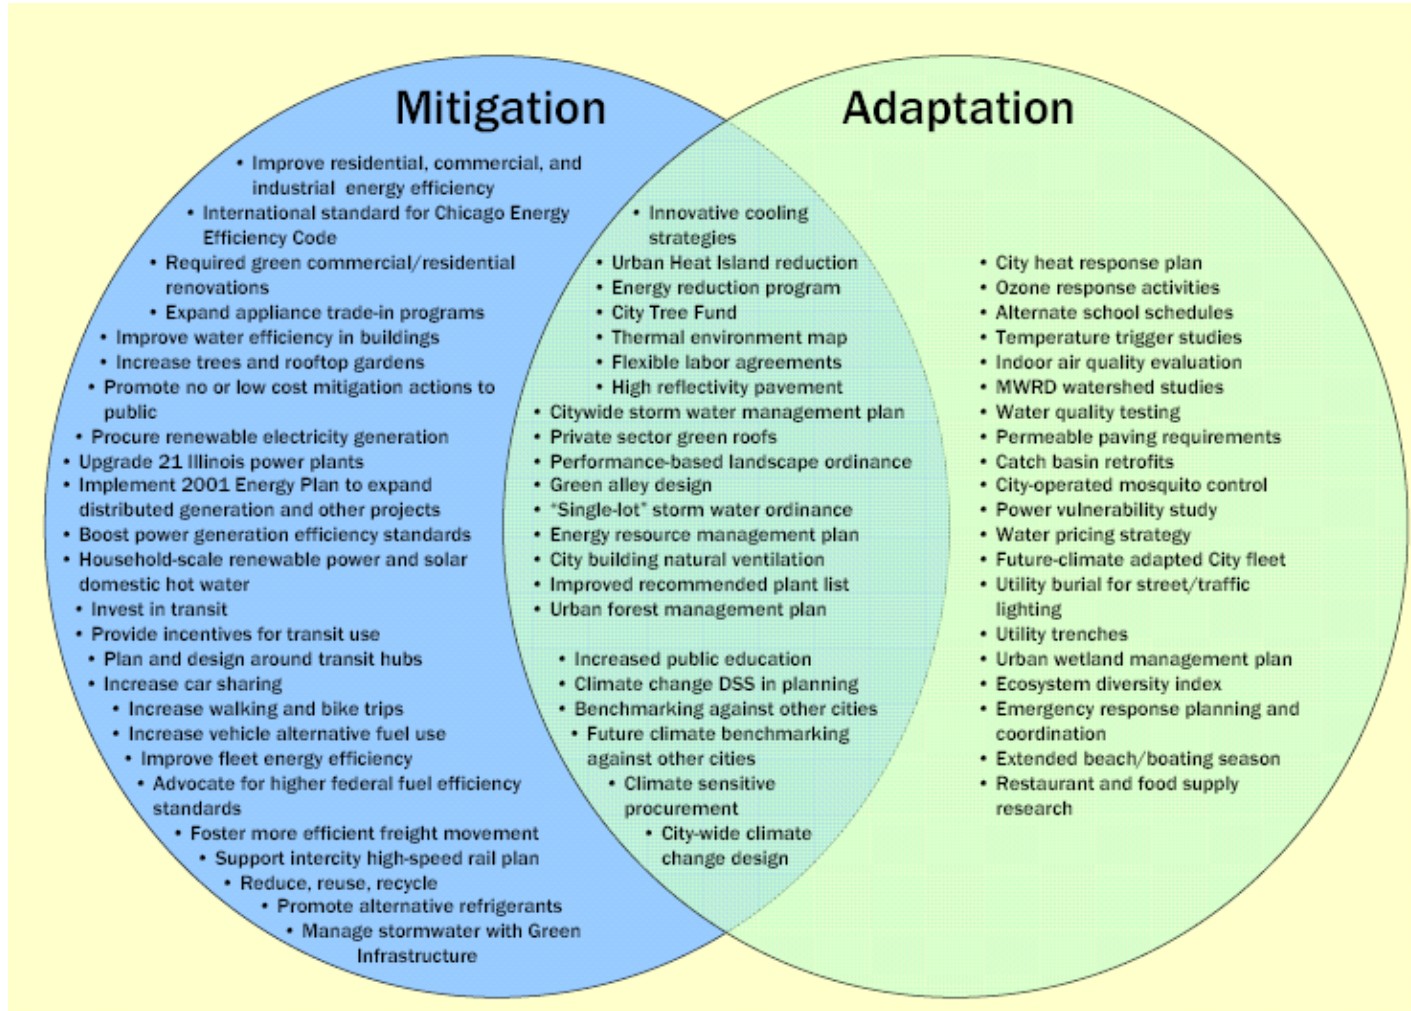 Mitigation
• Improve residential, commercial, and
industrial energy efficiency
• International standard for Chicago Energy
Efficiency Code
• Required green commercial/residential
renovations
• Expand appliance trade-in programs
• Improve water efficiency in buildings
• Increase trees and rooftop gardens
• Promote no or low cost mitigation actions to
public
• Procure renewable electricity generation
• Upgrade 21 Illinois power plants
• Implement 2001 Energy Plan to expand
distributed generation and other projects
• Boost power generation efficiency standards
• Household-scale renewable power and solar
domestic hot water
• Invest in transit
• Provide incentives for transit use
• Plan and design around transit hubs
• Increase car sharing
• Increase walking and bike trips
• Increase vehicle alternative fuel use
• Improve fleet energy efficiency
• Advocate for higher federal fuel efficiency
standards
• Foster more efficient freight movement
• Support intercity high-speed rail plan
• Reduce, reuse, recycle
• Promote alternative refrigerants
• Manage stormwater with Green
Infrastructure
• Innovative cooling
strategies
• Urban Heat Island reduction
• Energy reduction program
• City Tree Fund
• Thermal environment map
• Flexible labor agreements
• High reflectivity pavement
• Citywide storm water management plan
• Private sector green roofs
• Performance-based landscape ordinance
• Green alley design
• "Single-lot" storm water ordinance
• Energy resource management plan
• City building natural ventilation
• Improved recommended plant list
• Urban forest management plan
• Increased public education
• Climate change DSS in planning
• Benchmarking against other cities
• Future climate benchmarking
against other cities
• Climate sensitive
procurement
• City-wide climate
change design
Adaptation
• City heat response plan
• Ozone response activities
• Alternate school schedules
• Temperature trigger studies
• Indoor air quality evaluation
• MWRD watershed studies
• Water quality testing
• Permeable paving requirements
• Catch basin retrofits
• City-operated mosquito control
• Power vulnerability study
• Water pricing strategy
• Future-climate adapted City fleet
• Utility burial for street/traffic
lighting
• Utility trenches
• Urban wetland management plan
• Ecosystem diversity index
• Emergency response planning and
coordination
• Extended beach/boating season
• Restaurant and food supply
research